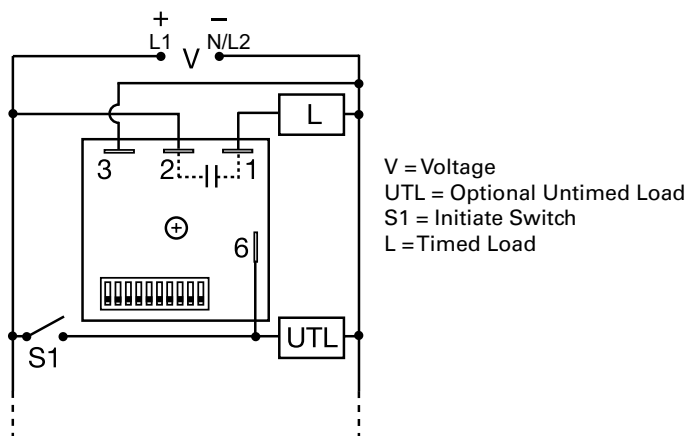 + –
L1 V N/L2
L
3 2 1
6
S1 UTL
V = Voltage
UTL = Optional Untimed Load
S1 = Initiate Switch
L = Timed Load